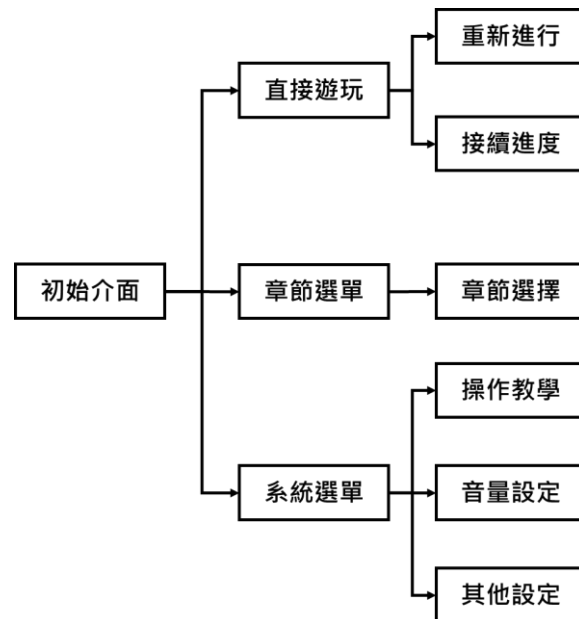 初始介面
直接遊玩
重新進行
接續進度
章節選單
章節選擇
系統選單
操作教學
音量設定
其他設定